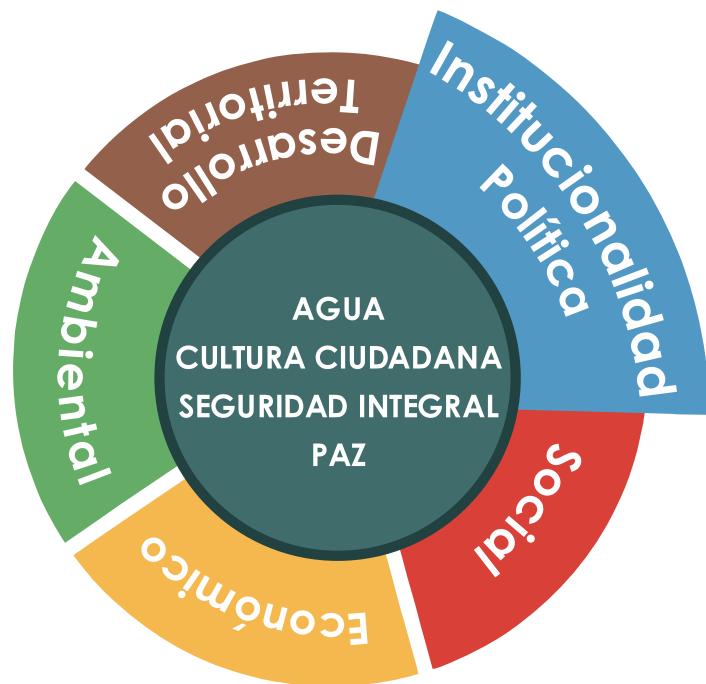 Institucionalidad
Política
Social
Económico
Ambiental
Desarrollo
Territorial
AGUA
CULTURA CIUDADANA
SEGURIDAD INTEGRAL
PAZ